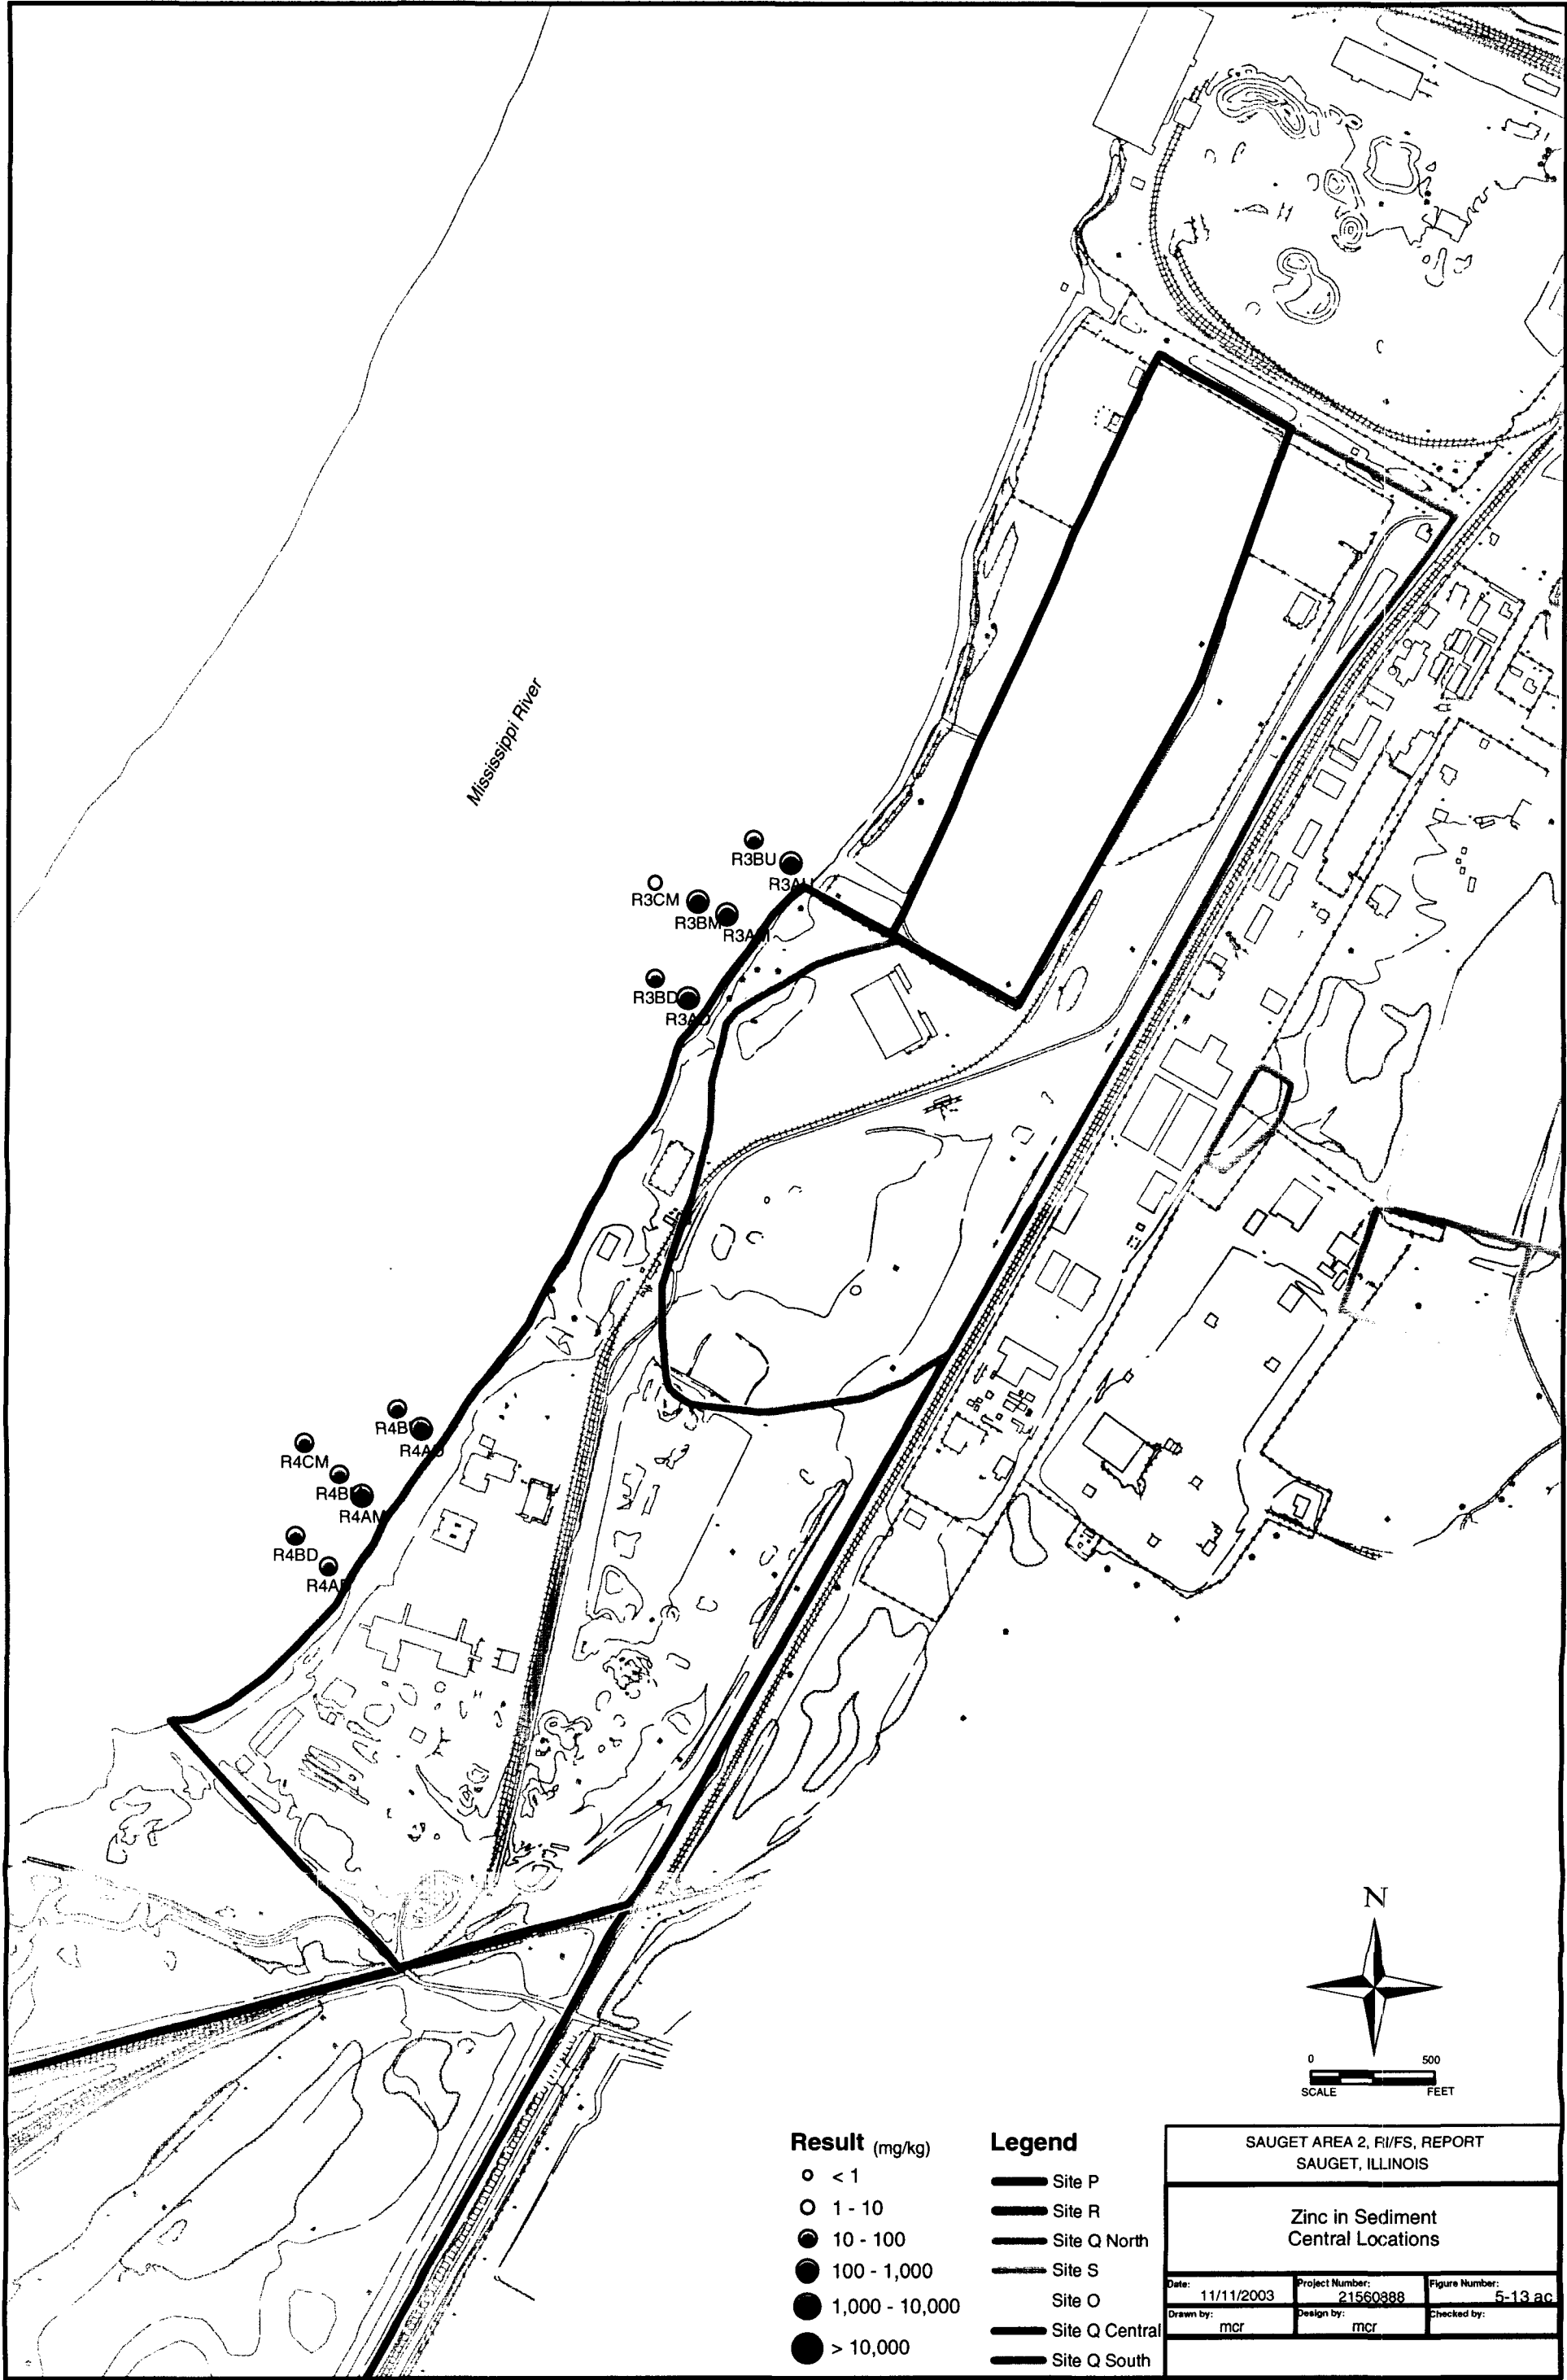 Mississippi River
R3BU
R3AU
R3CM
R3BM
R3AM
R3BD
R3AD
R4B
R4AU
R4CM
R4B
R4AM
R4BD
R4A
N
0 500
SCALE FEET
Result (mg/kg)
< 1
1 - 10
10 - 100
100 - 1,000
1,000 - 10,000
> 10,000
Legend
Site P
Site R
Site Q North
Site S
Site O
Site Q Central
Site Q South
SAUGET AREA 2, RI/FS, REPORT
SAUGET, ILLINOIS
Zinc in Sediment
Central Locations
Date: 11/11/2003
Project Number: 21560888
Figure Number: 5-13 ac
Drawn by: mcr
Design by: mcr
Checked by: